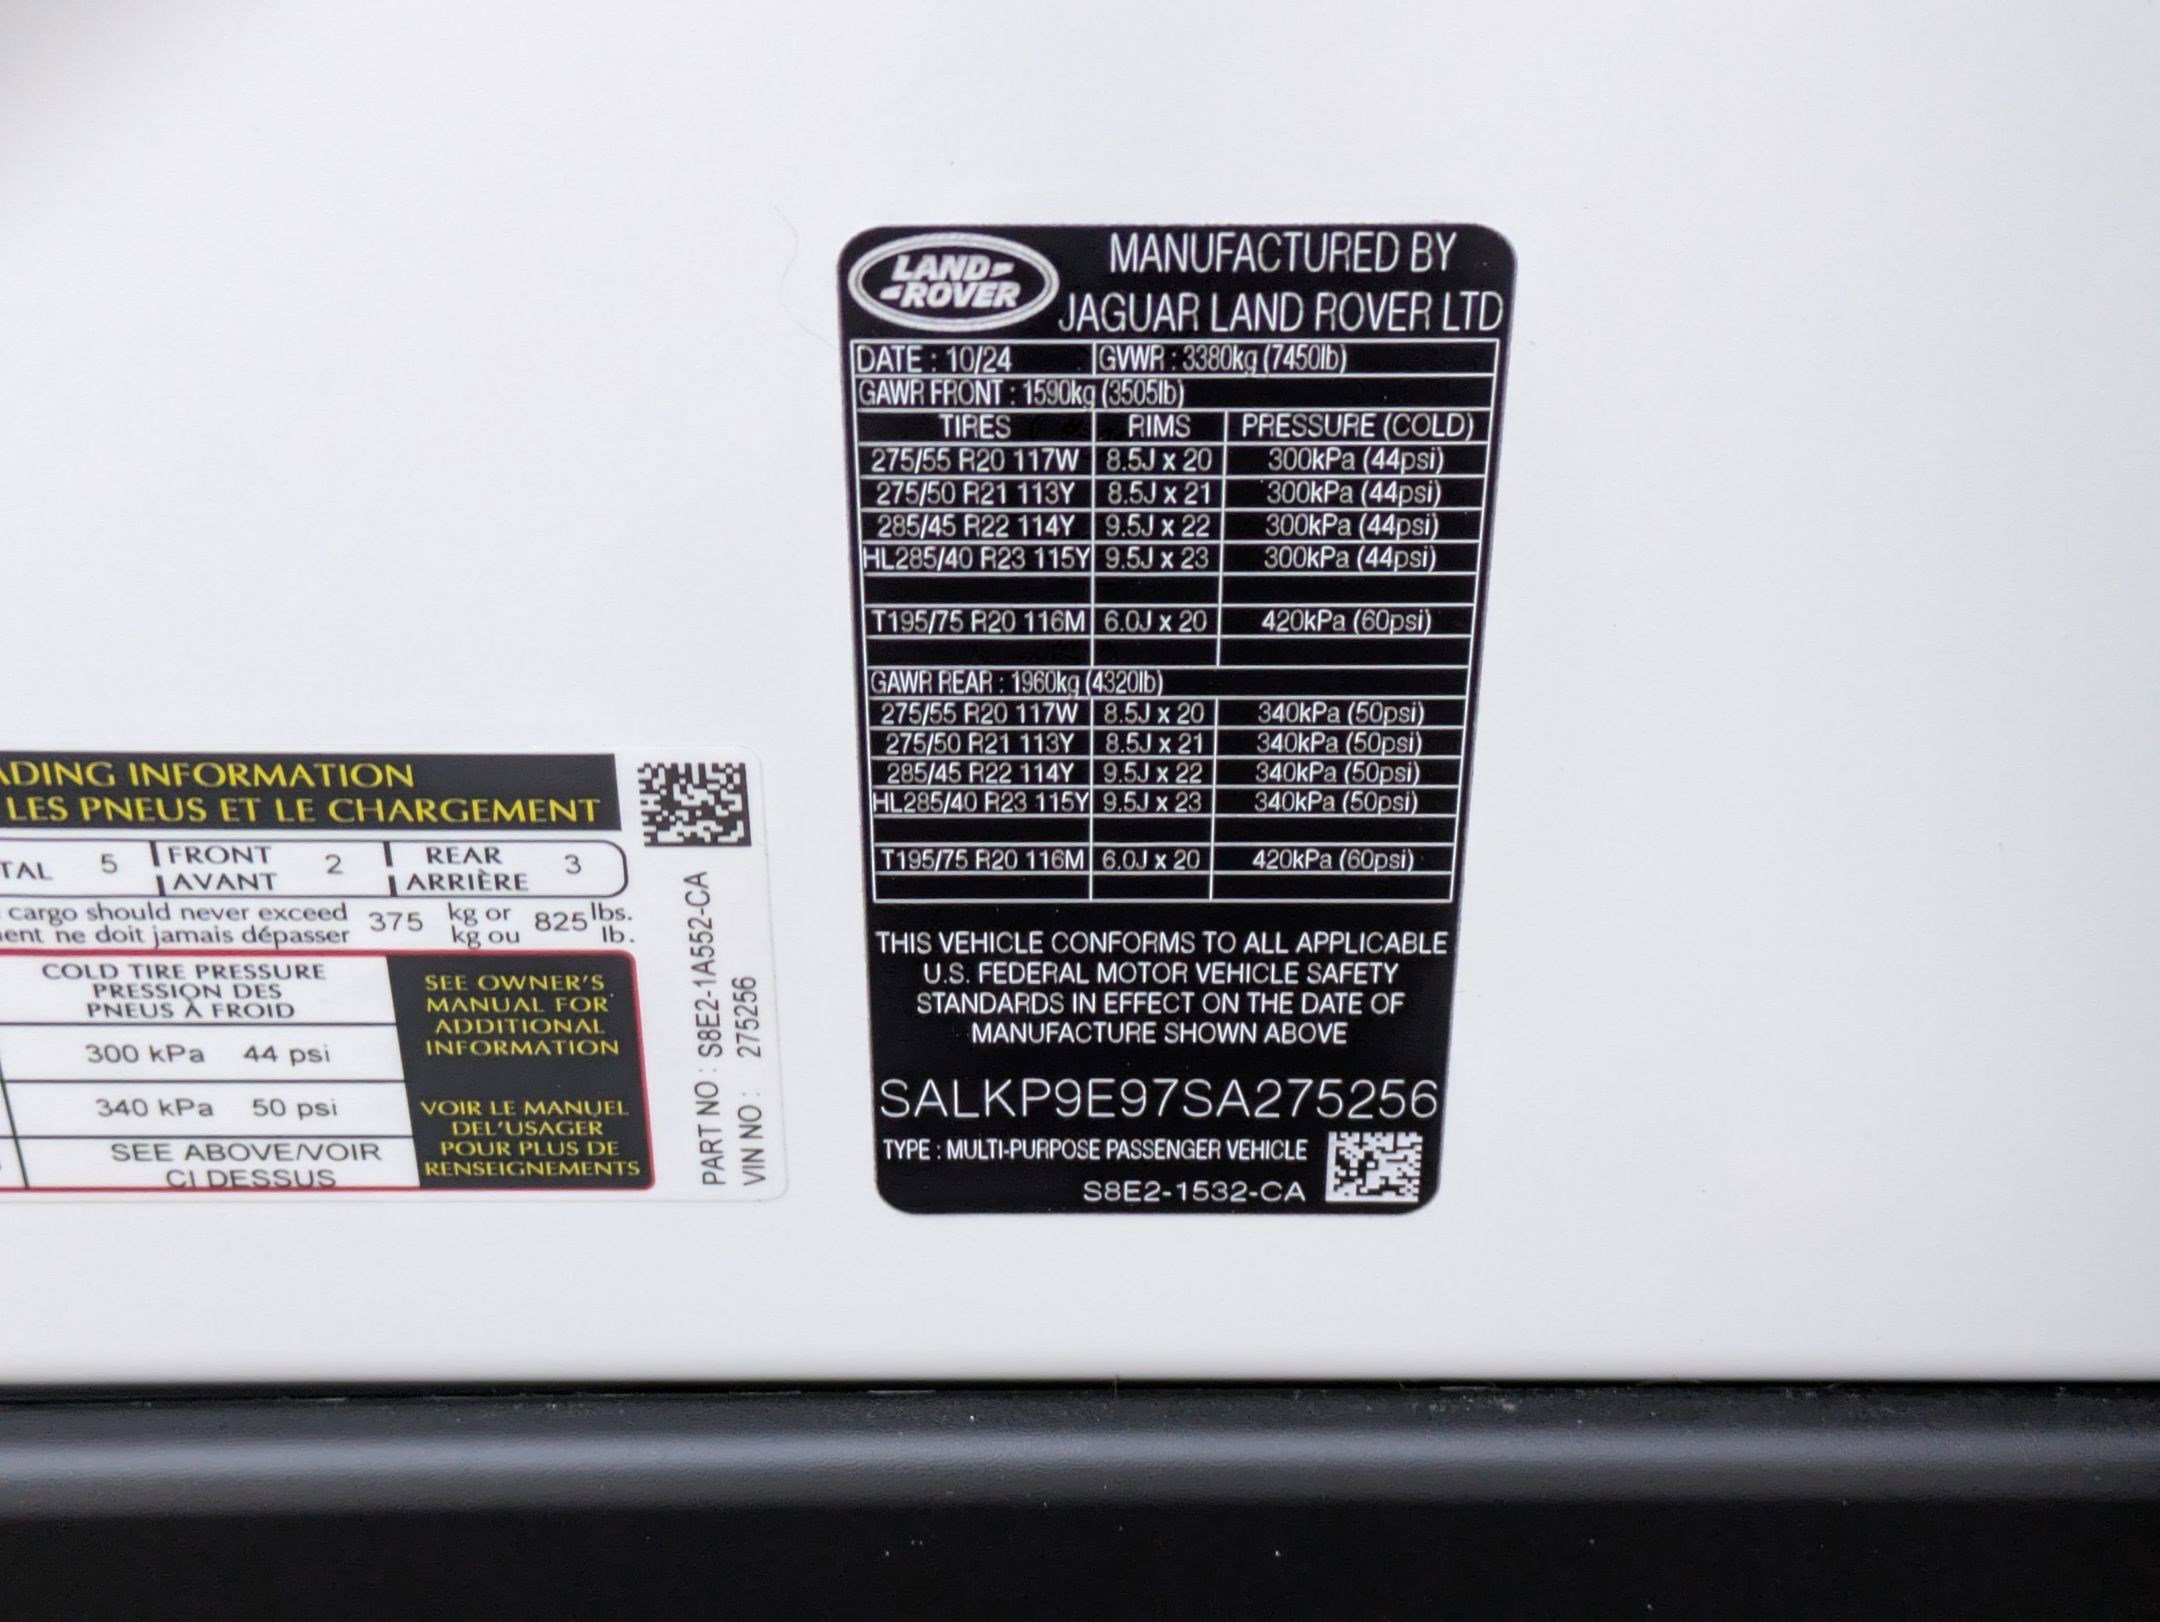 LAND-
-ROVER
MANUFACTURED BY
JAGUAR LAND ROVER LTD
DATE : 10/24 GVWR : 3380kg (7450lb)
GAWR FRONT : 1590kg (3505lb)
TIRES RIMS PRESSURE (COLD)
275/55 R20 117W 8.5J x 20 300kPa (44psi)
275/50 R21 113Y 8.5J x 21 300kPa (44psi)
285/45 R22 114Y 9.5J x 22 300kPa (44psi)
HL285/40 R23 115Y 9.5J x 23 300kPa (44psi)
T195/75 R20 116M 6.0J x 20 420kPa (60psi)
GAWR REAR : 1960kg (4320lb)
275/55 R20 117W 8.5J x 20 340kPa (50psi)
275/50 R21 113Y 8.5J x 21 340kPa (50psi)
285/45 R22 114Y 9.5J x 22 340kPa (50psi)
HL285/40 R23 115Y 9.5J x 23 340kPa (50psi)
T195/75 R20 116M 6.0J x 20 420kPa (60psi)
THIS VEHICLE CONFORMS TO ALL APPLICABLE
U.S. FEDERAL MOTOR VEHICLE SAFETY
STANDARDS IN EFFECT ON THE DATE OF
MANUFACTURE SHOWN ABOVE
SALKP9E97SA275256
TYPE : MULTI-PURPOSE PASSENGER VEHICLE
S8E2-1532-CA
ADING INFORMATION
LES PNEUS ET LE CHARGEMENT
TAL 5 FRONT 2 REAR 3
AVANT ARRIÈRE
cargo should never exceed 375 kg or 825 lbs.
ent ne doit jamais dépasser kg ou lb.
COLD TIRE PRESSURE
PRESSION DES
PNEUS À FROID
300 kPa 44 psi
340 kPa 50 psi
SEE ABOVE/VOIR
CI DESSUS
SEE OWNER'S
MANUAL FOR
ADDITIONAL
INFORMATION
VOIR LE MANUEL
DEL'USAGER
POUR PLUS DE
RENSEIGNEMENTS
PART NO : S8E2-1A552-CA
VIN NO : 275256